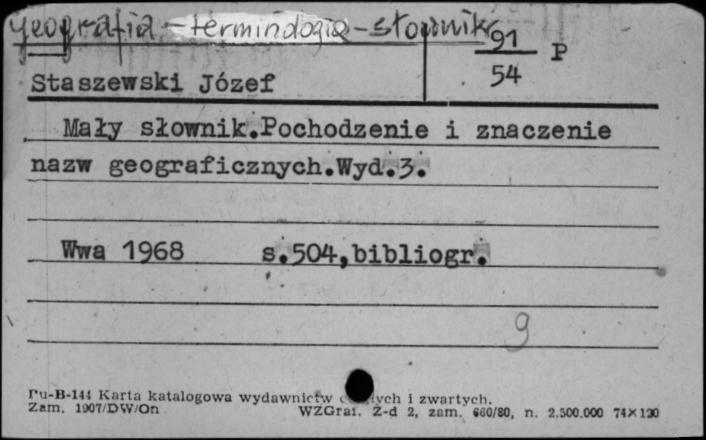 geografia - terminologia - słownik
91 P
54
Staszewski Józef
Mały słownik.Pochodzenie i znaczenie
nazw geograficznych.Wyd.3.
Wwa 1968 s.504,bibliogr.
9
Pu-B-144 Karta katalogowa wydawnictw i zwartych.
Zam. 1907/DW/On WZGraf. Z-d 2, zam. 660/80, n. 2.500.000 74×120